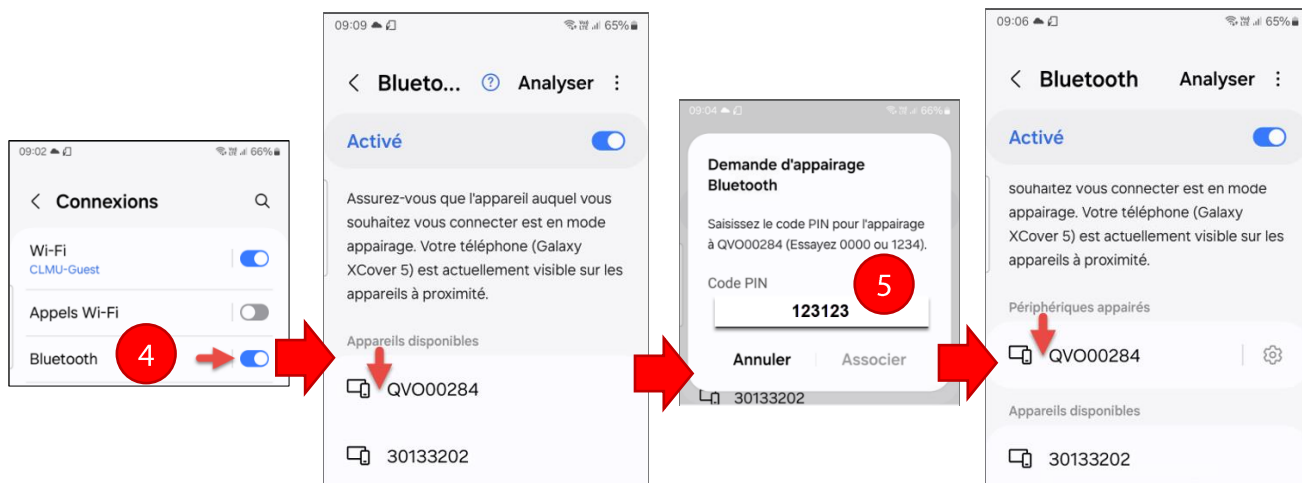 09:02
66%
Connexions
Wi-Fi
CLMU-Guest
Appels Wi-Fi
Bluetooth
4
09:09
65%
Blueto... ? Analyser
Activé
Assurez-vous que l'appareil auquel vous
souhaitez vous connecter est en mode
appairage. Votre téléphone (Galaxy
XCover 5) est actuellement visible sur les
appareils à proximité.
Appareils disponibles
QVO00284
30133202
09:04
66%
Demande d'appairage
Bluetooth
Saisissez le code PIN pour l'appairage
à QVO00284 (Essayez 0000 ou 1234).
Code PIN
5
123123
Annuler
Associer
30133202
09:06
65%
Bluetooth Analyser
Activé
souhaitez vous connecter est en mode
appairage. Votre téléphone (Galaxy
XCover 5) est actuellement visible sur les
appareils à proximité.
Périphériques appairés
QVO00284
Appareils disponibles
30133202